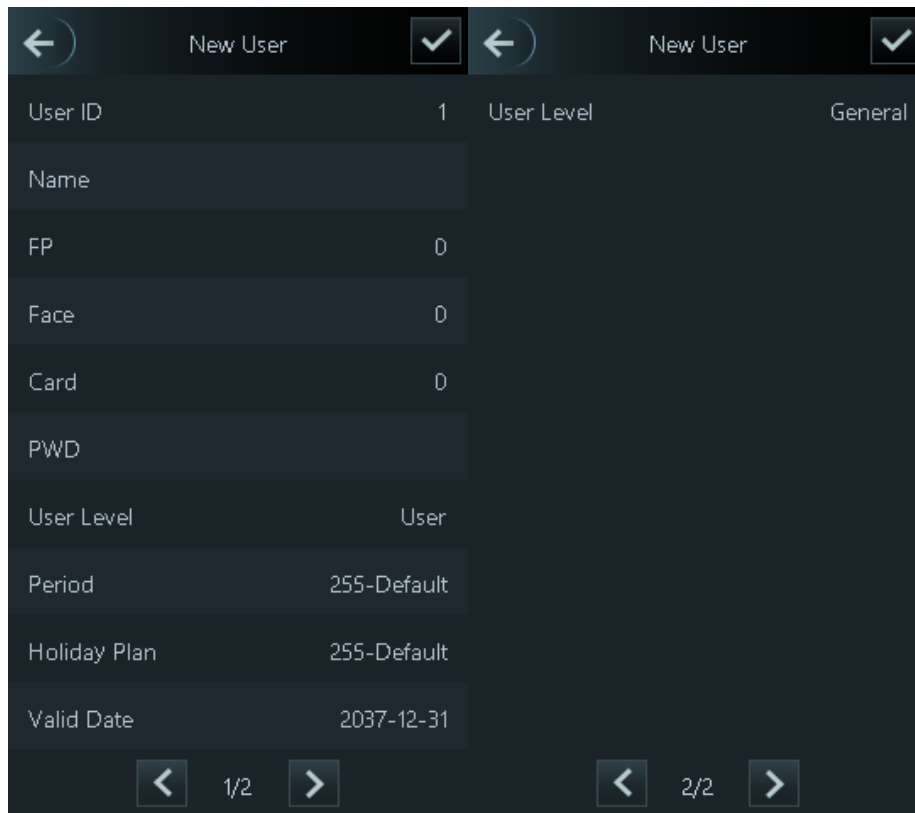 New User
User ID 1
Name
FP 0
Face 0
Card 0
PWD
User Level User
Period 255-Default
Holiday Plan 255-Default
Valid Date 2037-12-31
1/2
New User
User Level General
2/2